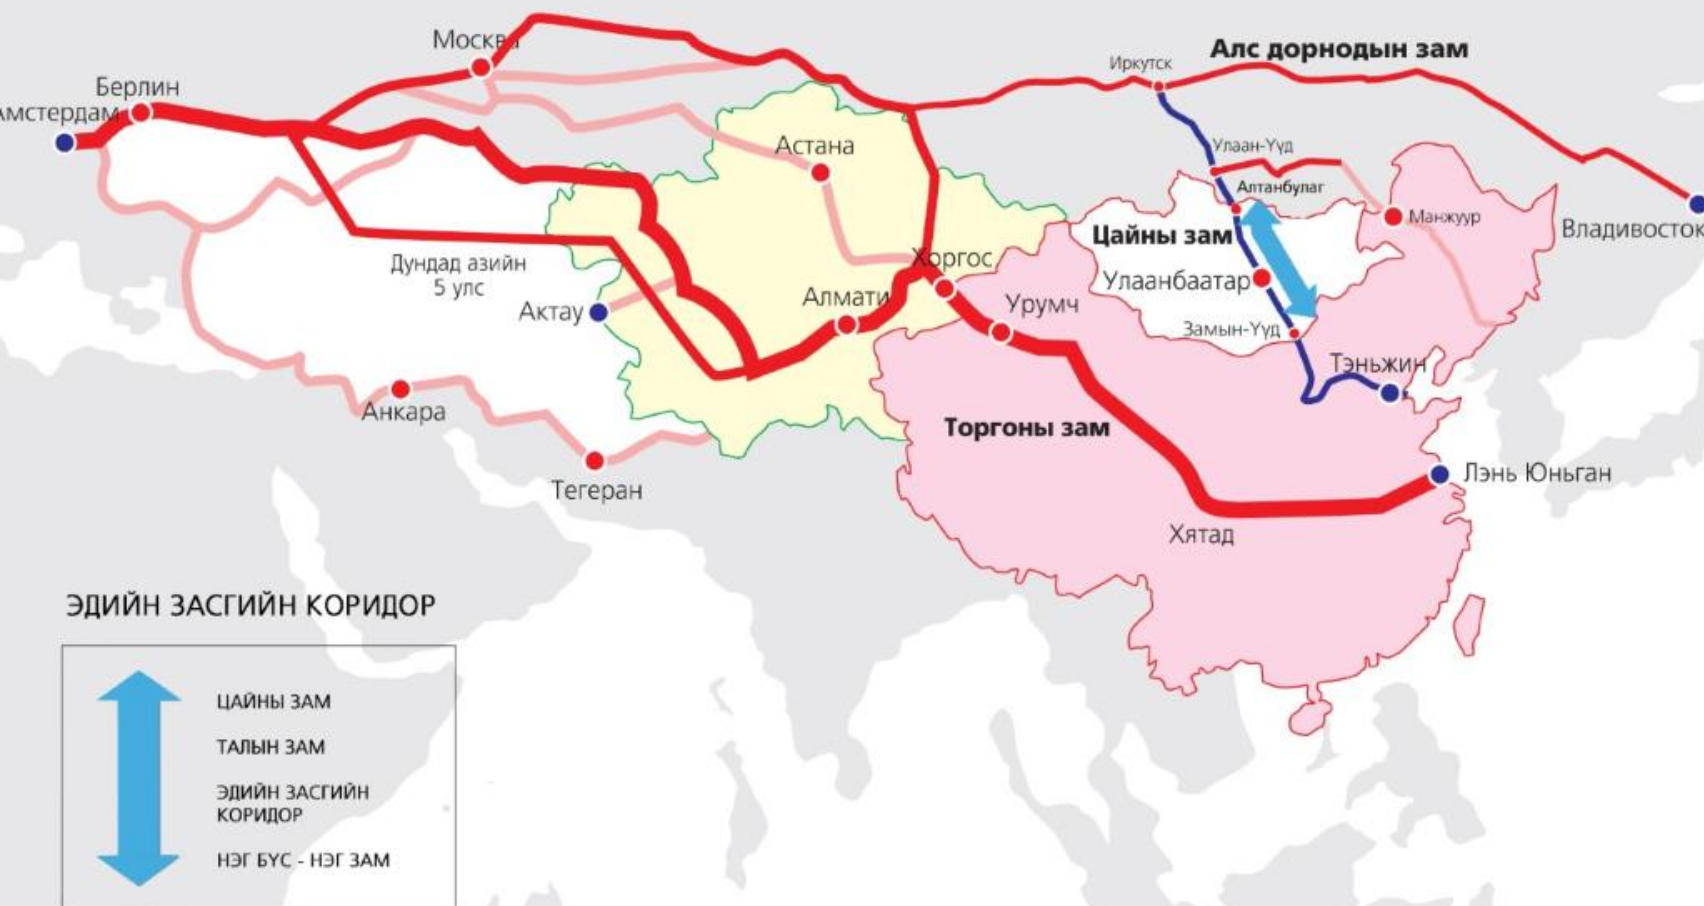 Москва
Алс дорнодын зам
Иркутск
Берлин
Амстердам
Астана
Улаан-Үүд
Алтанбулаг
Манжуур
Владивосток
Цайны зам
Дундад азийн
5 улс
Хоргос
Улаанбаатар
Актау
Алмати
Урумч
Замын-Үүд
Тэньжин
Анкара
Торгоны зам
Тегеран
Лэнь Юньган
Хятад
ЭДИЙН ЗАСГИЙН КОРИДОР
ЦАЙНЫ ЗАМ
ТАЛЫН ЗАМ
ЭДИЙН ЗАСГИЙН
КОРИДОР
НЭГ БҮС - НЭГ ЗАМ